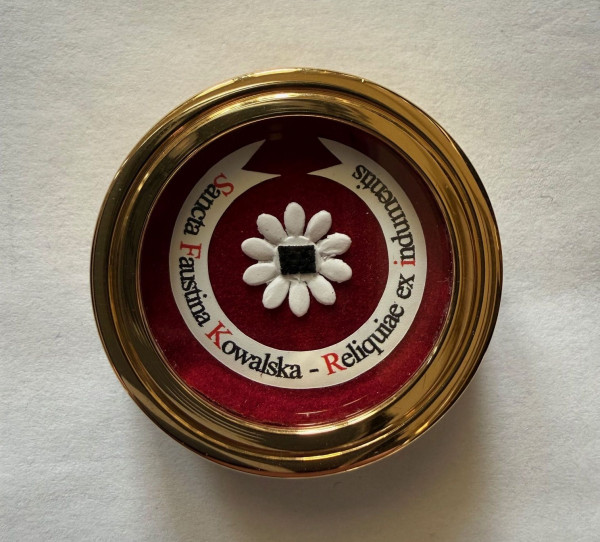 Sancta Faustina Kowalska - Reliquiae ex indumentis